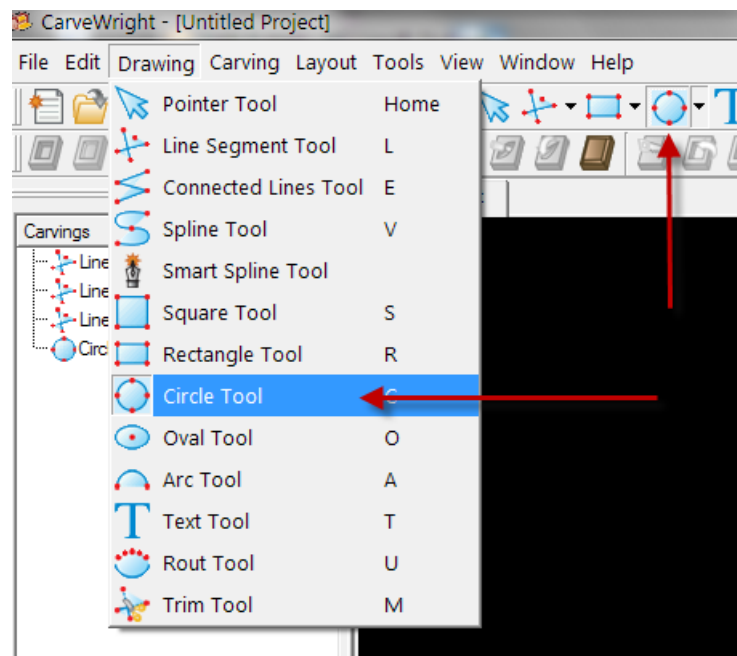 CarveWright - [Untitled Project]
File Edit Drawing Carving Layout Tools View Window Help
Pointer Tool Home
Line Segment Tool L
Connected Lines Tool E
Carvings
Spline Tool V
Line
Smart Spline Tool
Line
Square Tool S
Line
Circ
Rectangle Tool R
Circle Tool
Oval Tool O
Arc Tool A
Text Tool T
Rout Tool U
Trim Tool M